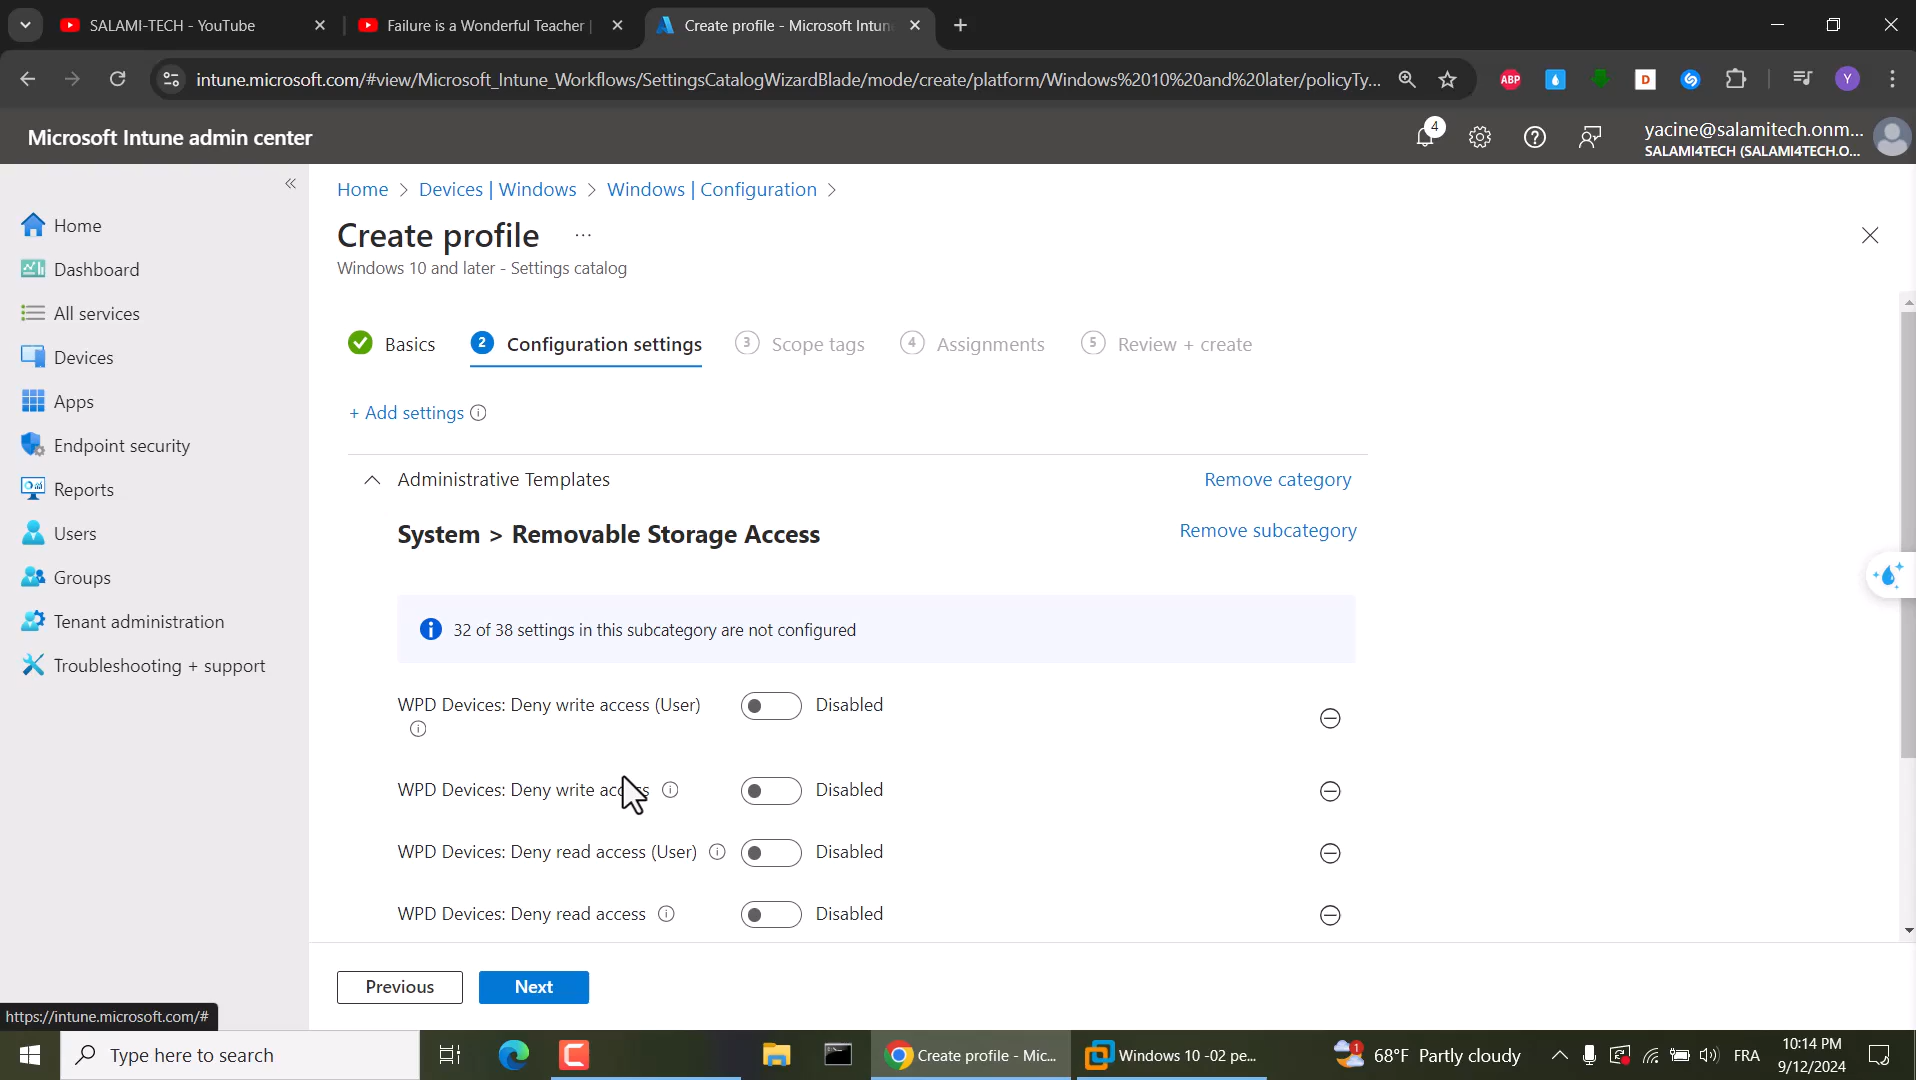 SALAMI-TECH - YouTube
Failure is a Wonderful Teacher |
Create profile - Microsoft Intun
intune.microsoft.com/#view/Microsoft_Intune_Workflows/SettingsCatalogWizardBlade/mode/create/platform/Windows%2010%20and%20later/policyTy...
ABP
D
Y
Microsoft Intune admin center
4
yacine@salamitech.onm...
SALAMI4TECH (SALAMI4TECH.O...
Home
Dashboard
All services
Devices
Apps
Endpoint security
Reports
Users
Groups
Tenant administration
Troubleshooting + support
Home > Devices | Windows > Windows | Configuration >
Create profile ...
Windows 10 and later - Settings catalog
Basics
2 Configuration settings
3 Scope tags
4 Assignments
5 Review + create
+ Add settings
Administrative Templates
Remove category
System > Removable Storage Access
Remove subcategory
32 of 38 settings in this subcategory are not configured
WPD Devices: Deny write access (User)
Disabled
WPD Devices: Deny write access
Disabled
WPD Devices: Deny read access (User)
Disabled
WPD Devices: Deny read access
Disabled
Previous
Next
https://intune.microsoft.com/#
Type here to search
Create profile - Mic...
Windows 10 -02 pe...
1
68°F Partly cloudy
FRA
10:14 PM
9/12/2024